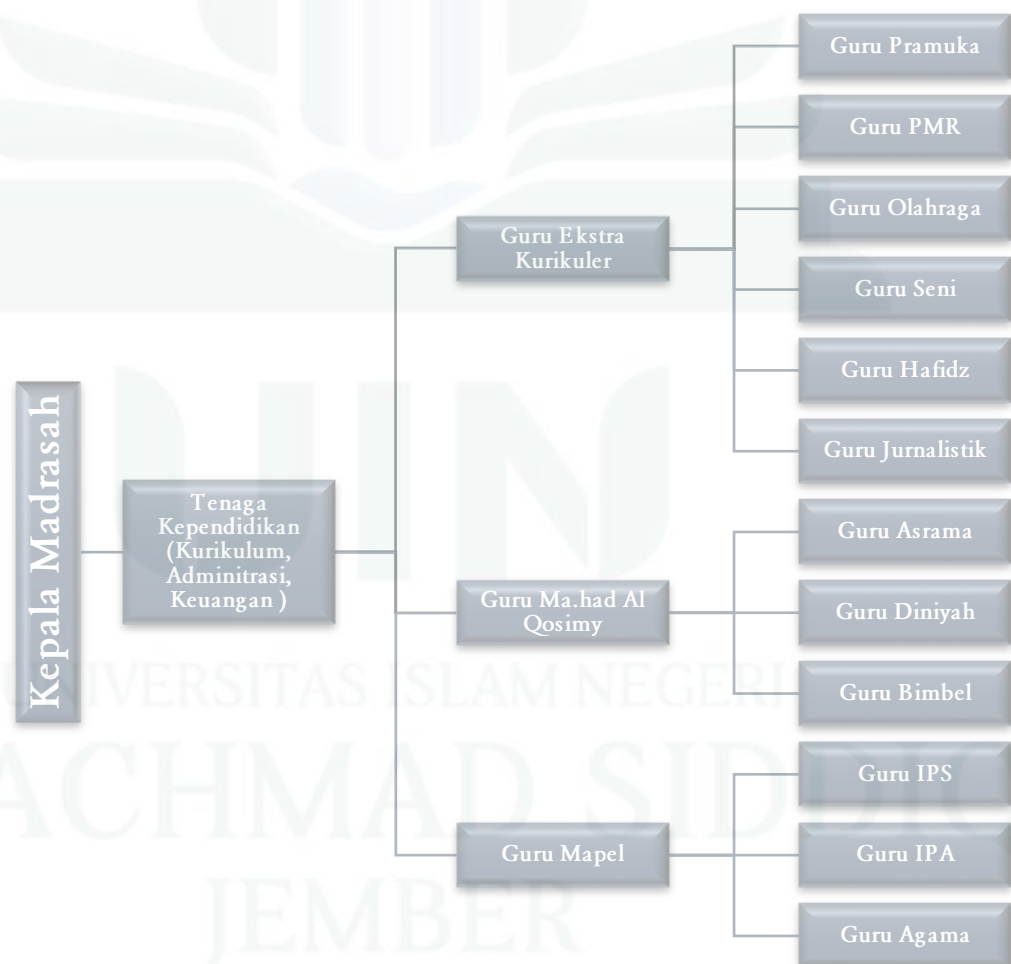 Kepala Madrasah
Tenaga
Kependidikan
(Kurikulum,
Adminitrasi,
Keuangan )
Guru Ekstra
Kurikuler
Guru Pramuka
Guru PMR
Guru Olahraga
Guru Seni
Guru Hafidz
Guru Jurnalistik
Guru Ma.had Al
Qosimy
Guru Asrama
Guru Diniyah
Guru Bimbel
Guru Mapel
Guru IPS
Guru IPA
Guru Agama
UIN
UNIVERSITAS ISLAM NEGERI
ACHMAD SIDDIQ
JEMBER